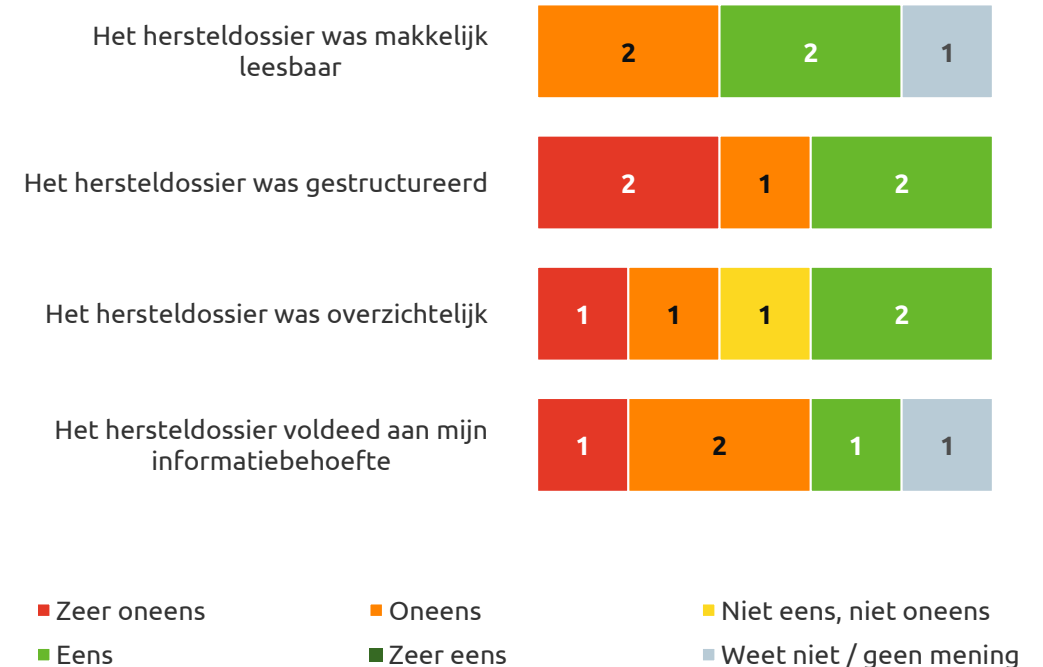 Het hersteldossier was makkelijk
leesbaar
2 2 1
Het hersteldossier was gestructureerd
2 1 2
Het hersteldossier was overzichtelijk
1 1 1 2
Het hersteldossier voldeed aan mijn
informatiebehoefte
1 2 1 1
Zeer oneens Oneens Niet eens, niet oneens
Eens Zeer eens Weet niet / geen mening